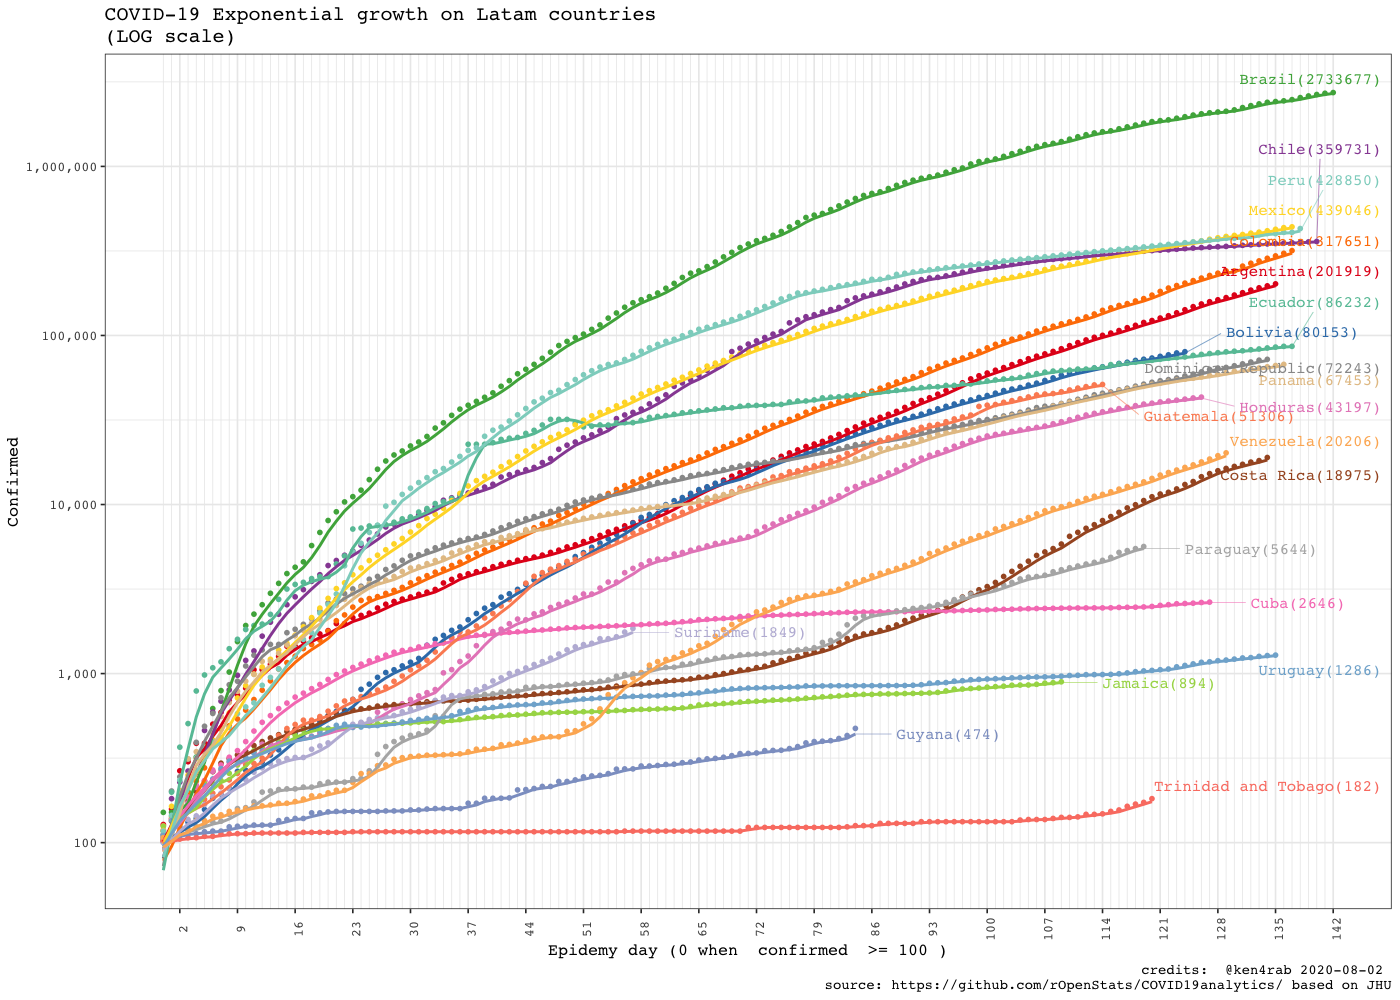 COVID-19 Exponential growth on Latam countries
(LOG scale)
Brazil(2733677)
Chile(359731)
1,000,000
Peru(428850)
Mexico(439046)
Colombia(317651)
Argentina(201919)
Ecuador(86232)
Bolivia(80153)
100,000
Dominican Republic(72243)
Panama(67453)
Honduras(43197)
Guatemala(51306)
Venezuela(20206)
Costa Rica(18975)
Confirmed
10,000
Paraguay(5644)
Cuba(2646)
Suriname(1849)
Uruguay(1286)
1,000
Jamaica(894)
Guyana(474)
Trinidad and Tobago(182)
100
2 9 16 23 30 37 44 51 58 65 72 79 86 93 100 107 114 121 128 135 142
Epidemy day (0 when  confirmed  >= 100 )
credits:  @ken4rab 2020-08-02
source: https://github.com/rOpenStats/COVID19analytics/ based on JHU